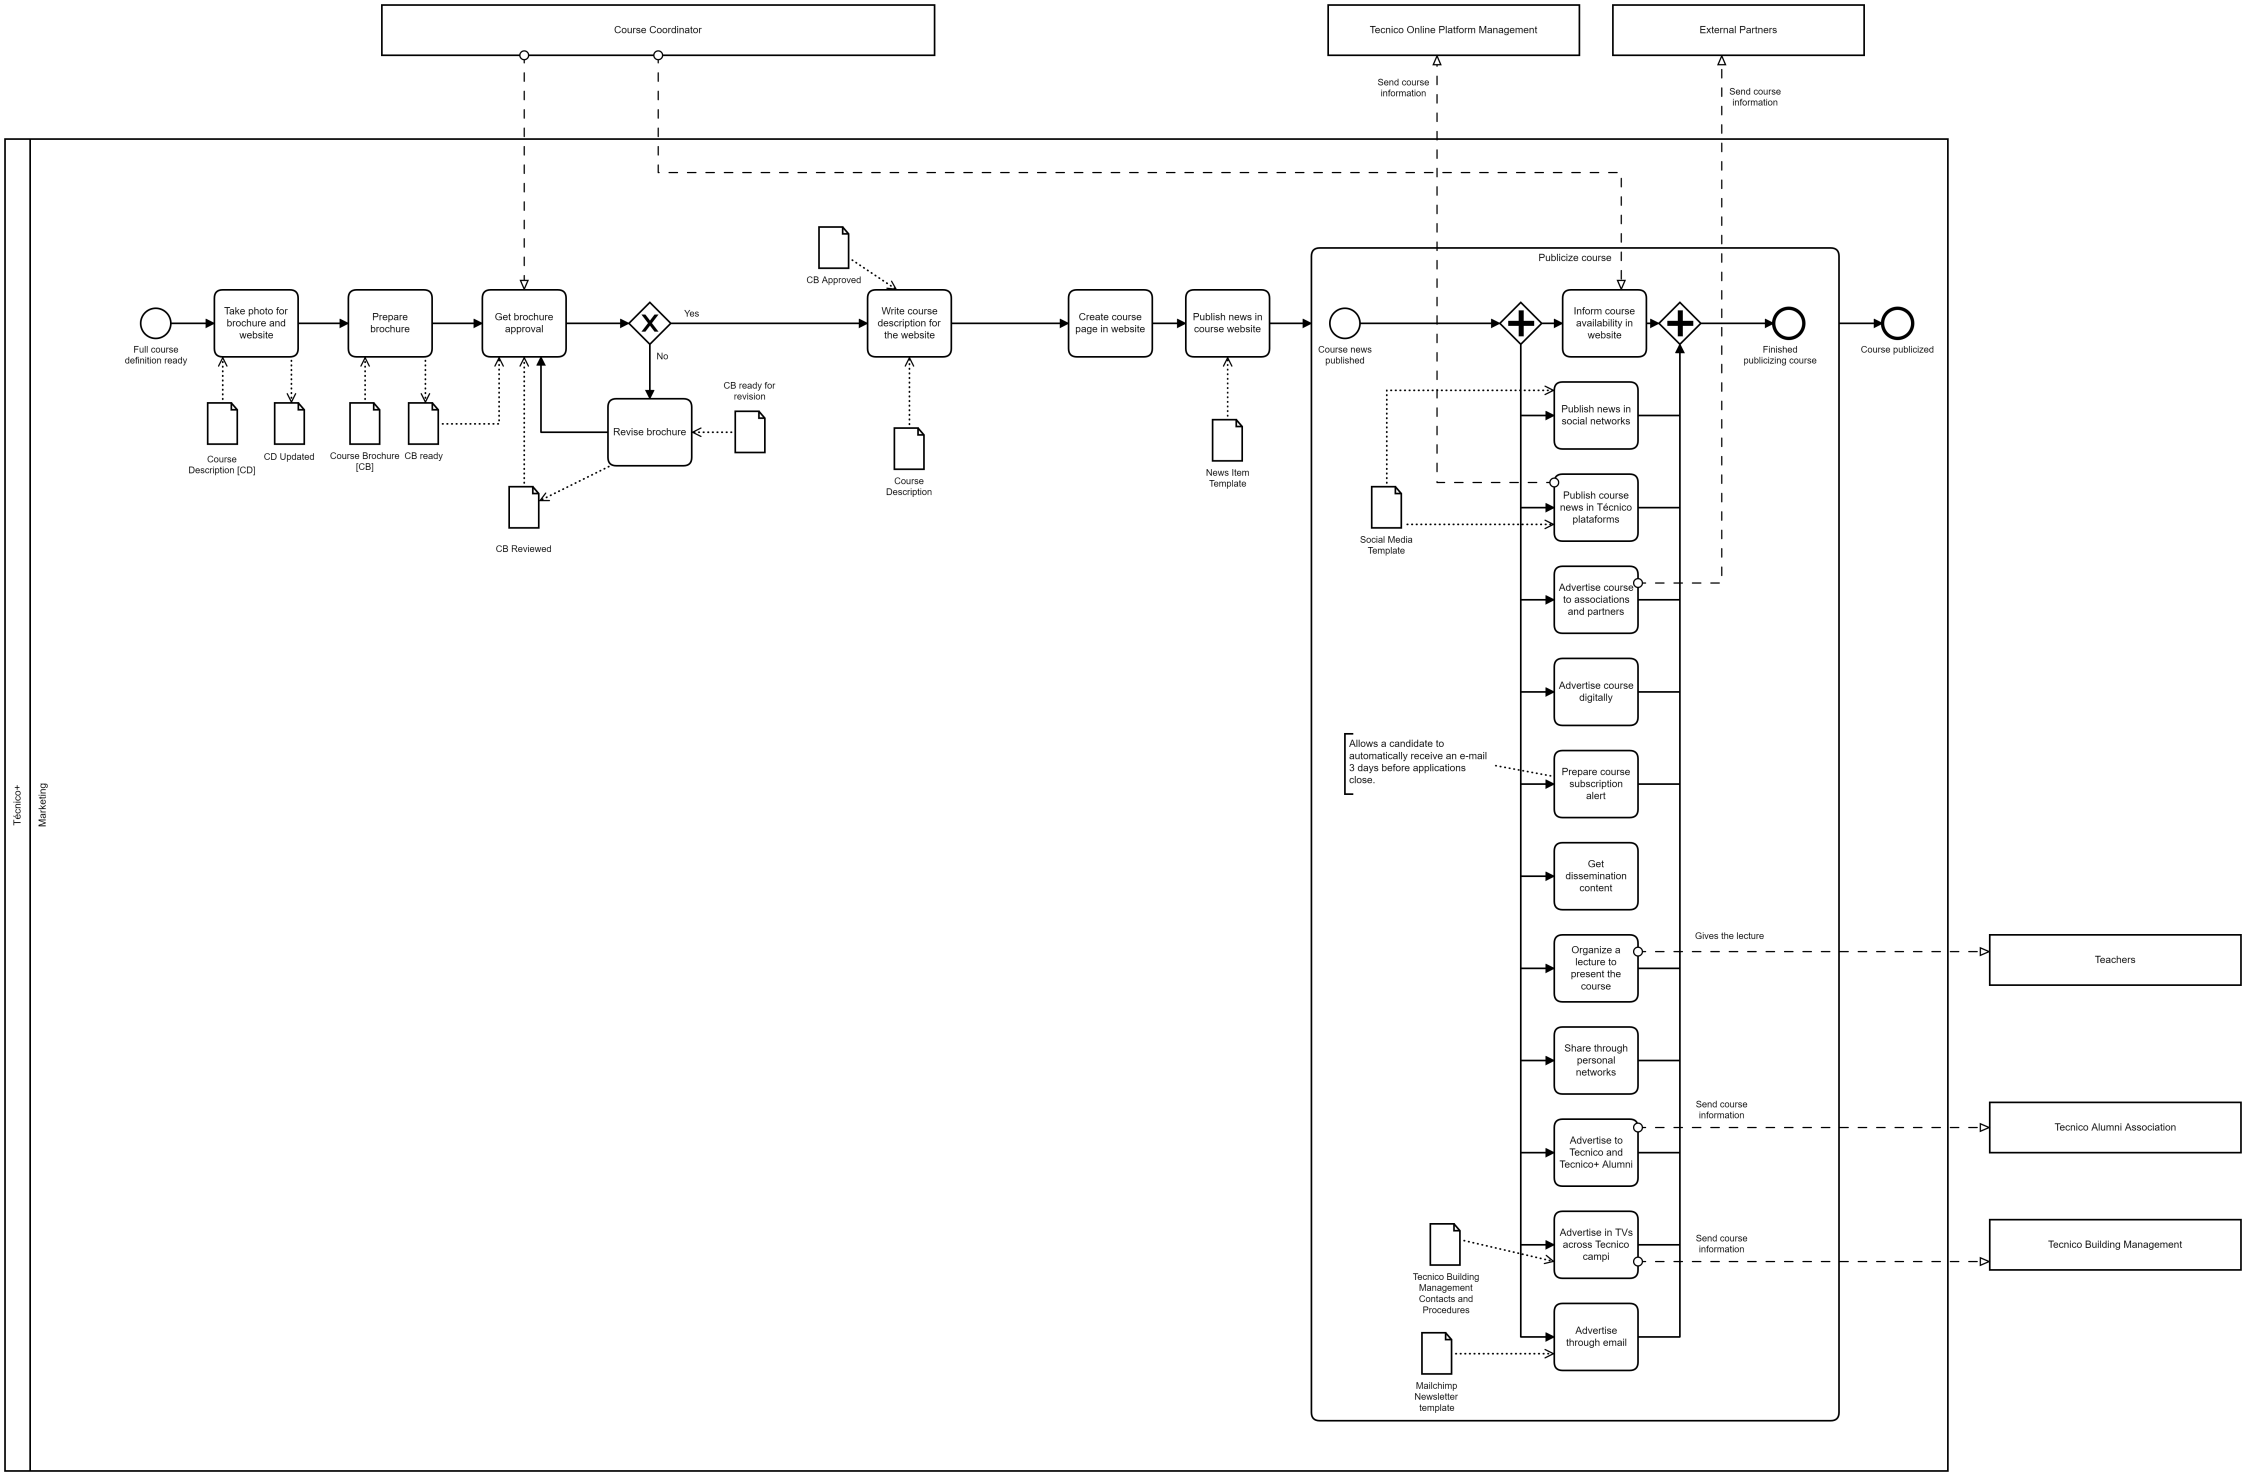 Course Coordinator
Tecnico Online Platform Management
External Partners
Send course
information
Send course
information
Técnico+
Marketing
Full course
definition ready
Take photo for
brochure and
website
Prepare
brochure
Get brochure
approval
Yes
No
CB Approved
Write course
description for
the website
Create course
page in website
Publish news in
course website
Course
Description [CD]
CD Updated
Course Brochure
[CB]
CB ready
Revise brochure
CB ready for
revision
CB Reviewed
Course
Description
News Item
Template
Publicize course
Course news
published
Inform course
availability in
website
Finished
publicizing course
Course publicized
Publish news in
social networks
Publish course
news in Técnico
plataforms
Social Media
Template
Advertise course
to associations
and partners
Advertise course
digitally
Allows a candidate to
automatically receive an e-mail
3 days before applications
close.
Prepare course
subscription
alert
Get
dissemination
content
Organize a
lecture to
present the
course
Gives the lecture
Teachers
Share through
personal
networks
Advertise to
Tecnico and
Tecnico+ Alumni
Send course
information
Tecnico Alumni Association
Advertise in TVs
across Tecnico
campi
Send course
information
Tecnico Building Management
Tecnico Building
Management
Contacts and
Procedures
Advertise
through email
Mailchimp
Newsletter
template